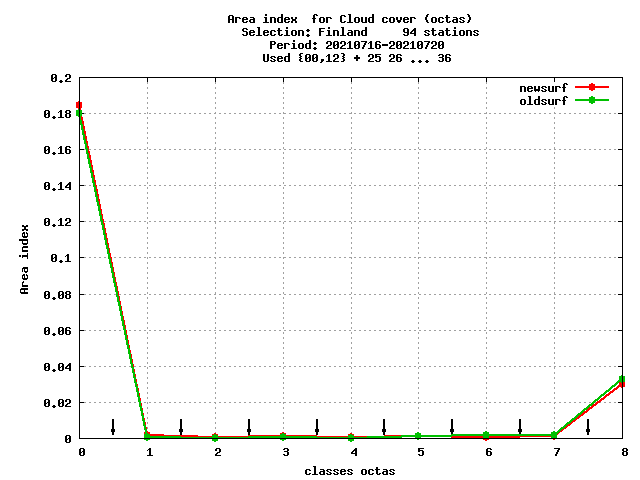 Area index  for Cloud cover (octas)
Selection: Finland     94 stations
Period: 20210716-20210720
Used {00,12} + 25 26 ... 36
0.2
newsurf
oldsurf
0.18
0.16
0.14
0.12
0.1
0.08
0.06
0.04
0.02
0
Area index
0 1 2 3 4 5 6 7 8
classes octas